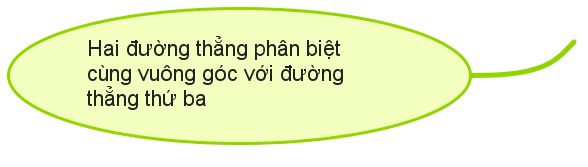 Hai đường thẳng phân biệt
cùng vuông góc với đường
thẳng thứ ba